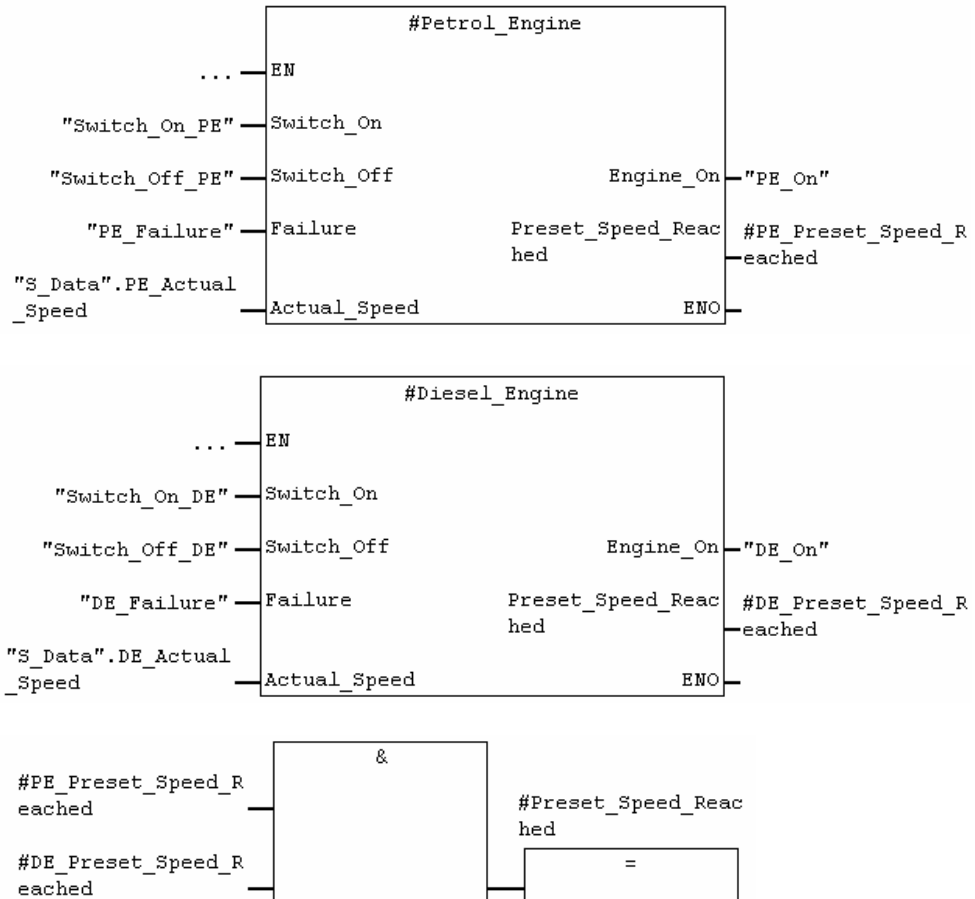 #Petrol_Engine
... EN
"Switch_On_PE" Switch_On
"Switch_Off_PE" Switch_Off Engine_On "PE_On"
"PE_Failure" Failure Preset_Speed_Reac #PE_Preset_Speed_R
hed eached
"S_Data".PE_Actual
_Speed Actual_Speed ENO
#Diesel_Engine
... EN
"Switch_On_DE" Switch_On
"Switch_Off_DE" Switch_Off Engine_On "DE_On"
"DE_Failure" Failure Preset_Speed_Reac #DE_Preset_Speed_R
hed eached
"S_Data".DE_Actual
_Speed Actual_Speed ENO
&
#PE_Preset_Speed_R
eached
#Preset_Speed_Reac
hed
#DE_Preset_Speed_R
eached
=